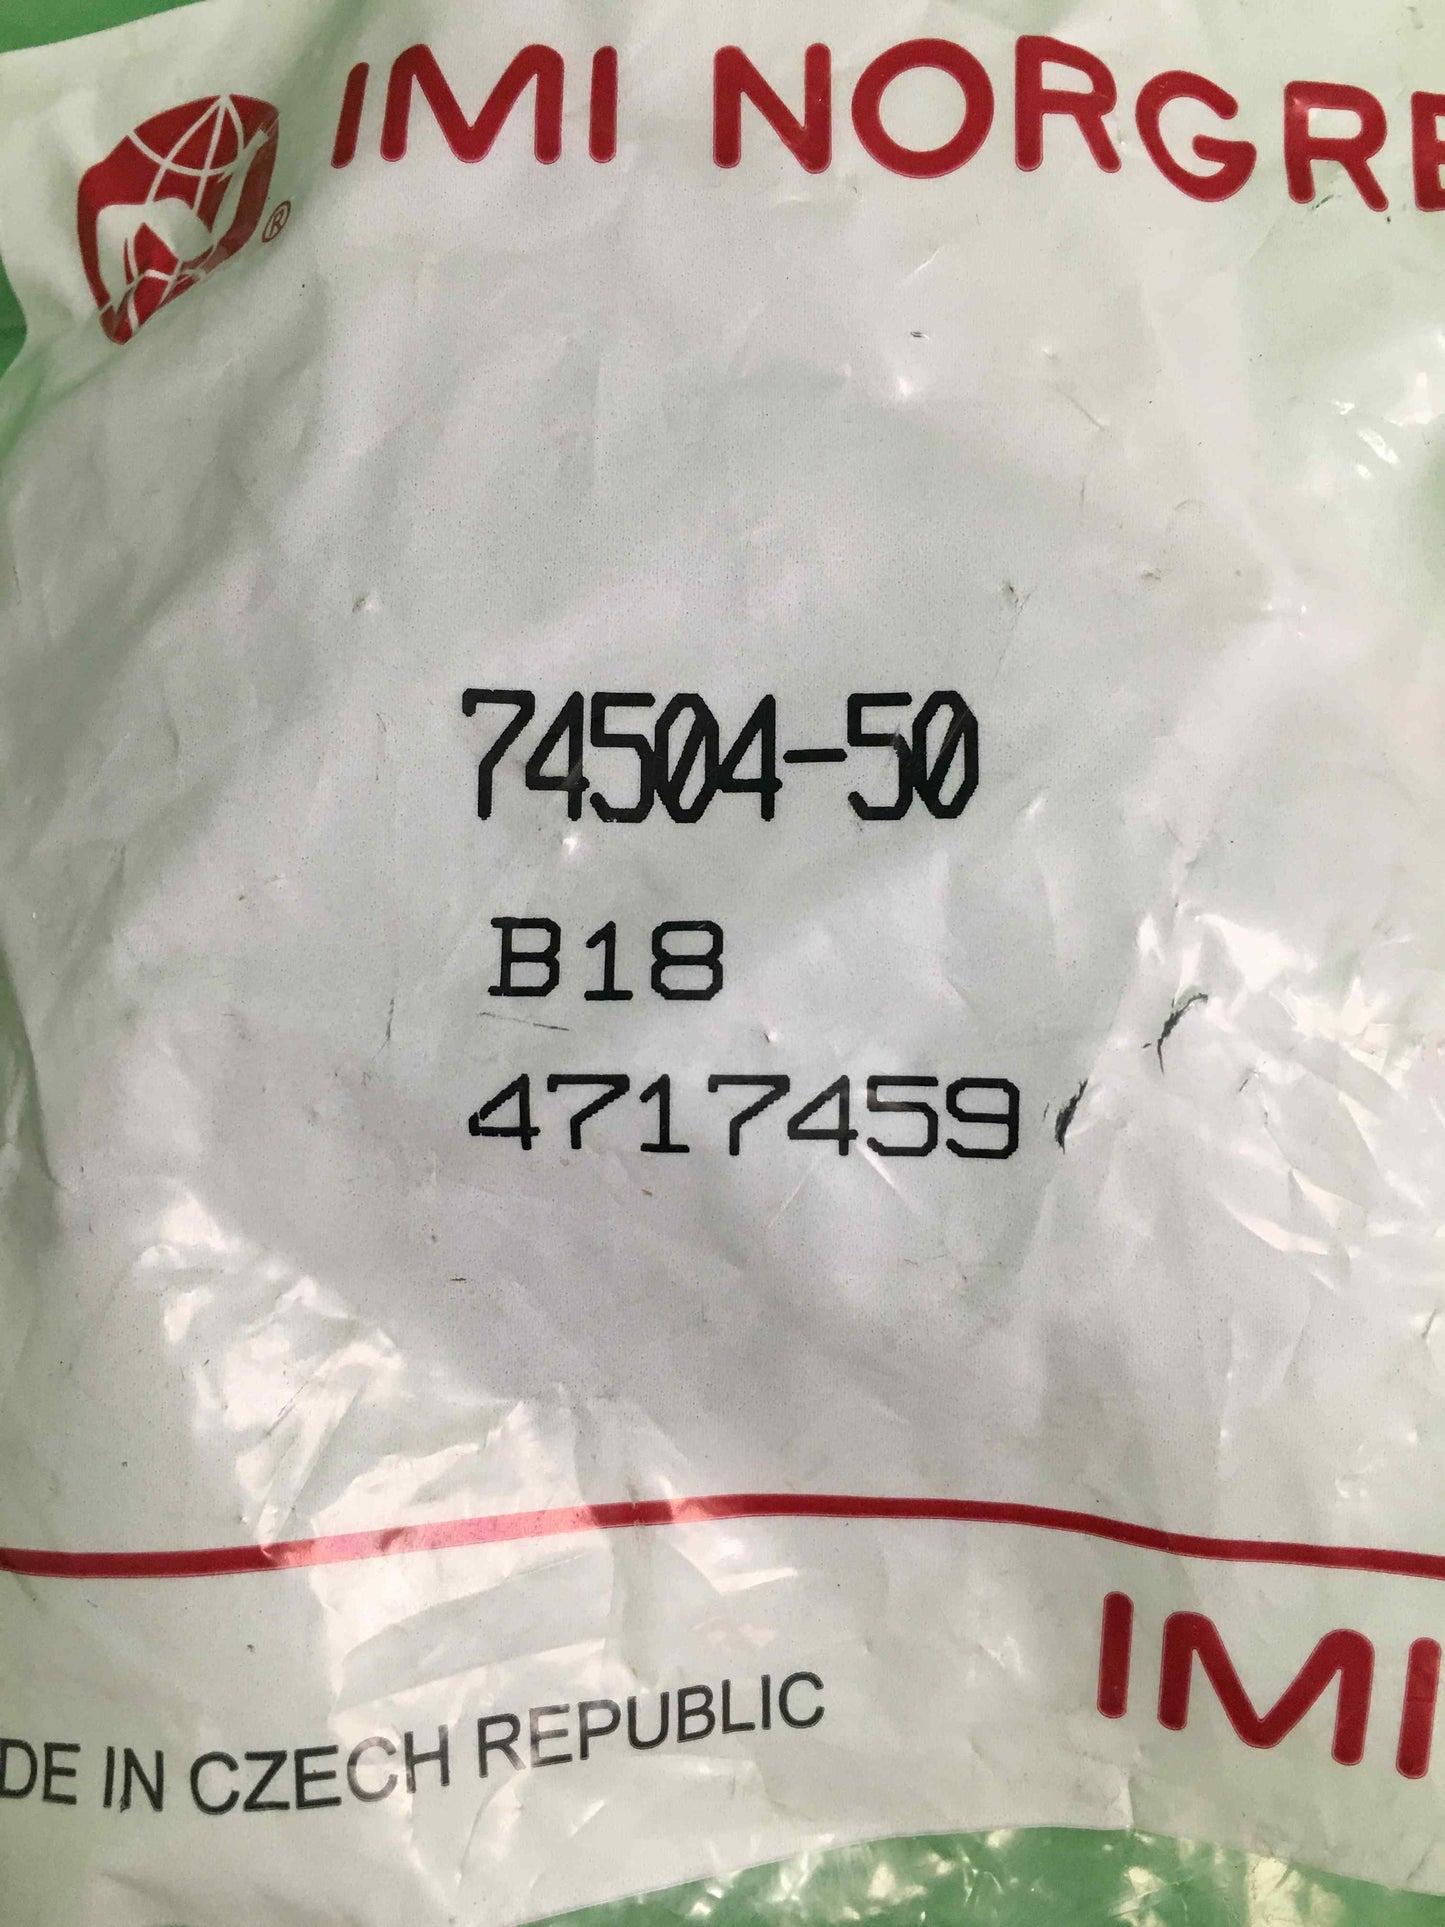 IMI NORGRE
®
74504-50
B18
4717459
IMI
DE IN CZECH REPUBLIC